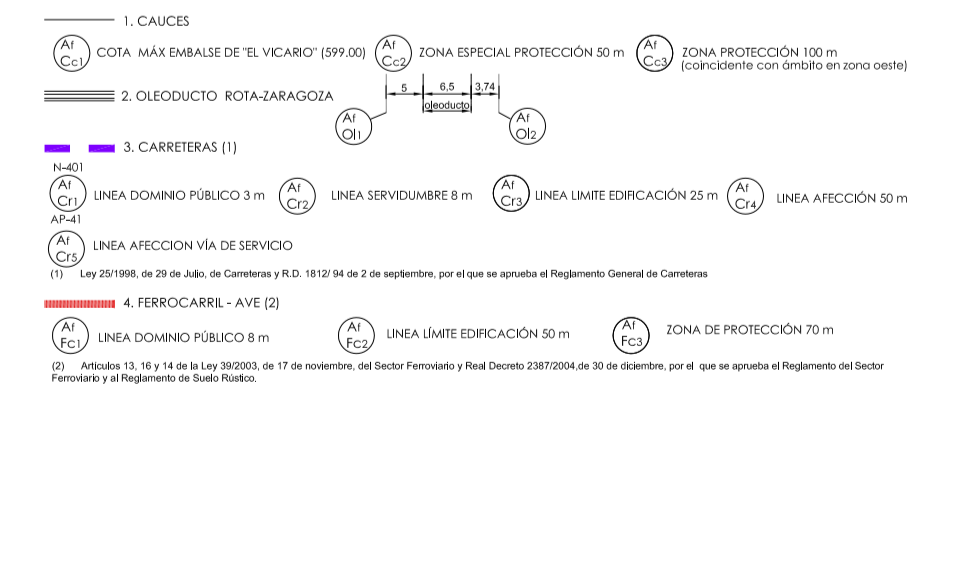 1. CAUCES
Af Cc1 COTA MÁX EMBALSE DE "EL VICARIO" (599.00) Af Cc2 ZONA ESPECIAL PROTECCIÓN 50 m Af Cc3 ZONA PROTECCIÓN 100 m
(coincidente con ámbito en zona oeste)
2. OLEODUCTO ROTA-ZARAGOZA
5 6,5 3,74
oleoducto
Af Ol1 Af Ol2
3. CARRETERAS (1)
N-401
Af Cr1 LINEA DOMINIO PÚBLICO 3 m Af Cr2 LINEA SERVIDUMBRE 8 m Af Cr3 LINEA LIMITE EDIFICACIÓN 25 m Af Cr4 LINEA AFECCIÓN 50 m
AP-41
Af Cr5 LINEA AFECCION VÍA DE SERVICIO
(1) Ley 25/1998, de 29 de Julio, de Carreteras y R.D. 1812/ 94 de 2 de septiembre, por el que se aprueba el Reglamento General de Carreteras
4. FERROCARRIL - AVE (2)
Af Fc1 LINEA DOMINIO PÚBLICO 8 m Af Fc2 LINEA LÍMITE EDIFICACIÓN 50 m Af Fc3 ZONA DE PROTECCIÓN 70 m
(2) Artículos 13, 16 y 14 de la Ley 39/2003, de 17 de noviembre, del Sector Ferroviario y Real Decreto 2387/2004,de 30 de diciembre, por el que se aprueba el Reglamento del Sector
Ferroviario y al Reglamento de Suelo Rústico.